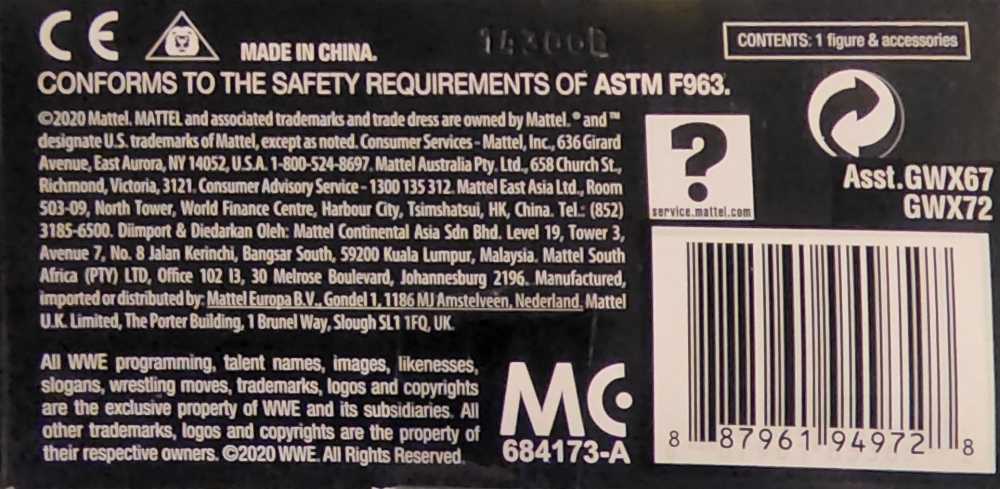 CE
MADE IN CHINA.
CONTENTS: 1 figure & accessories
CONFORMS TO THE SAFETY REQUIREMENTS OF ASTM F963.
©2020 Mattel. MATTEL and associated trademarks and trade dress are owned by Mattel. ® and ™
designate U.S. trademarks of Mattel, except as noted. Consumer Services - Mattel, Inc., 636 Girard
Avenue, East Aurora, NY 14052, U.S.A. 1-800-524-8697. Mattel Australia Pty. Ltd., 658 Church St.,
Richmond, Victoria, 3121. Consumer Advisory Service - 1300 135 312. Mattel East Asia Ltd., Room
503-09, North Tower, World Finance Centre, Harbour City, Tsimshatsui, HK, China. Tel.: (852)
3185-6500. Diimport & Diedarkan Oleh: Mattel Continental Asia Sdn Bhd. Level 19, Tower 3,
Avenue 7, No. 8 Jalan Kerinchi, Bangsar South, 59200 Kuala Lumpur, Malaysia. Mattel South
Africa (PTY) LTD, Office 102 I3, 30 Melrose Boulevard, Johannesburg 2196. Manufactured,
imported or distributed by: Mattel Europa B.V., Gondel 1, 1186 MJ Amstelveen, Nederland. Mattel
U.K. Limited, The Porter Building, 1 Brunel Way, Slough SL1 1FQ, UK.
?
service.mattel.com
Asst.GWX67
GWX72
All WWE programming, talent names, images, likenesses,
slogans, wrestling moves, trademarks, logos and copyrights
are the exclusive property of WWE and its subsidiaries. All
other trademarks, logos and copyrights are the property of
their respective owners. ©2020 WWE. All Rights Reserved.
MC
684173-A
8 87961 94972 8